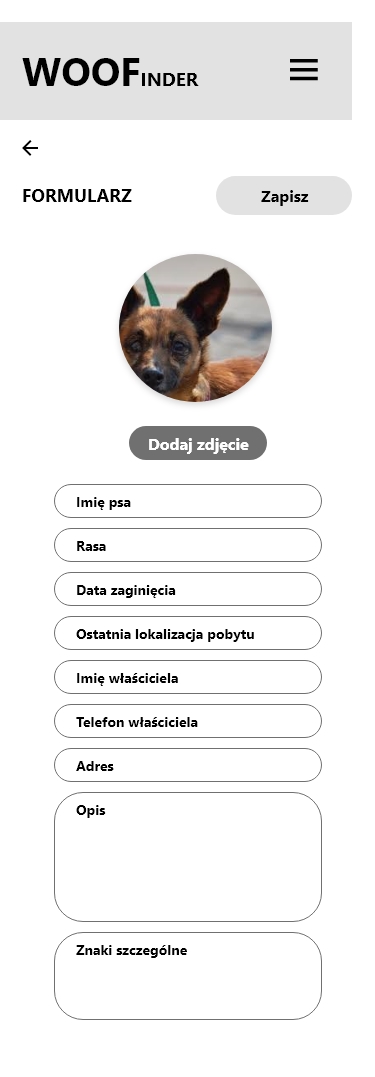 WOOFINDER
FORMULARZ
Zapisz
Dodaj zdjęcie
Imię psa
Rasa
Data zaginięcia
Ostatnia lokalizacja pobytu
Imię właściciela
Telefon właściciela
Adres
Opis
Znaki szczególne